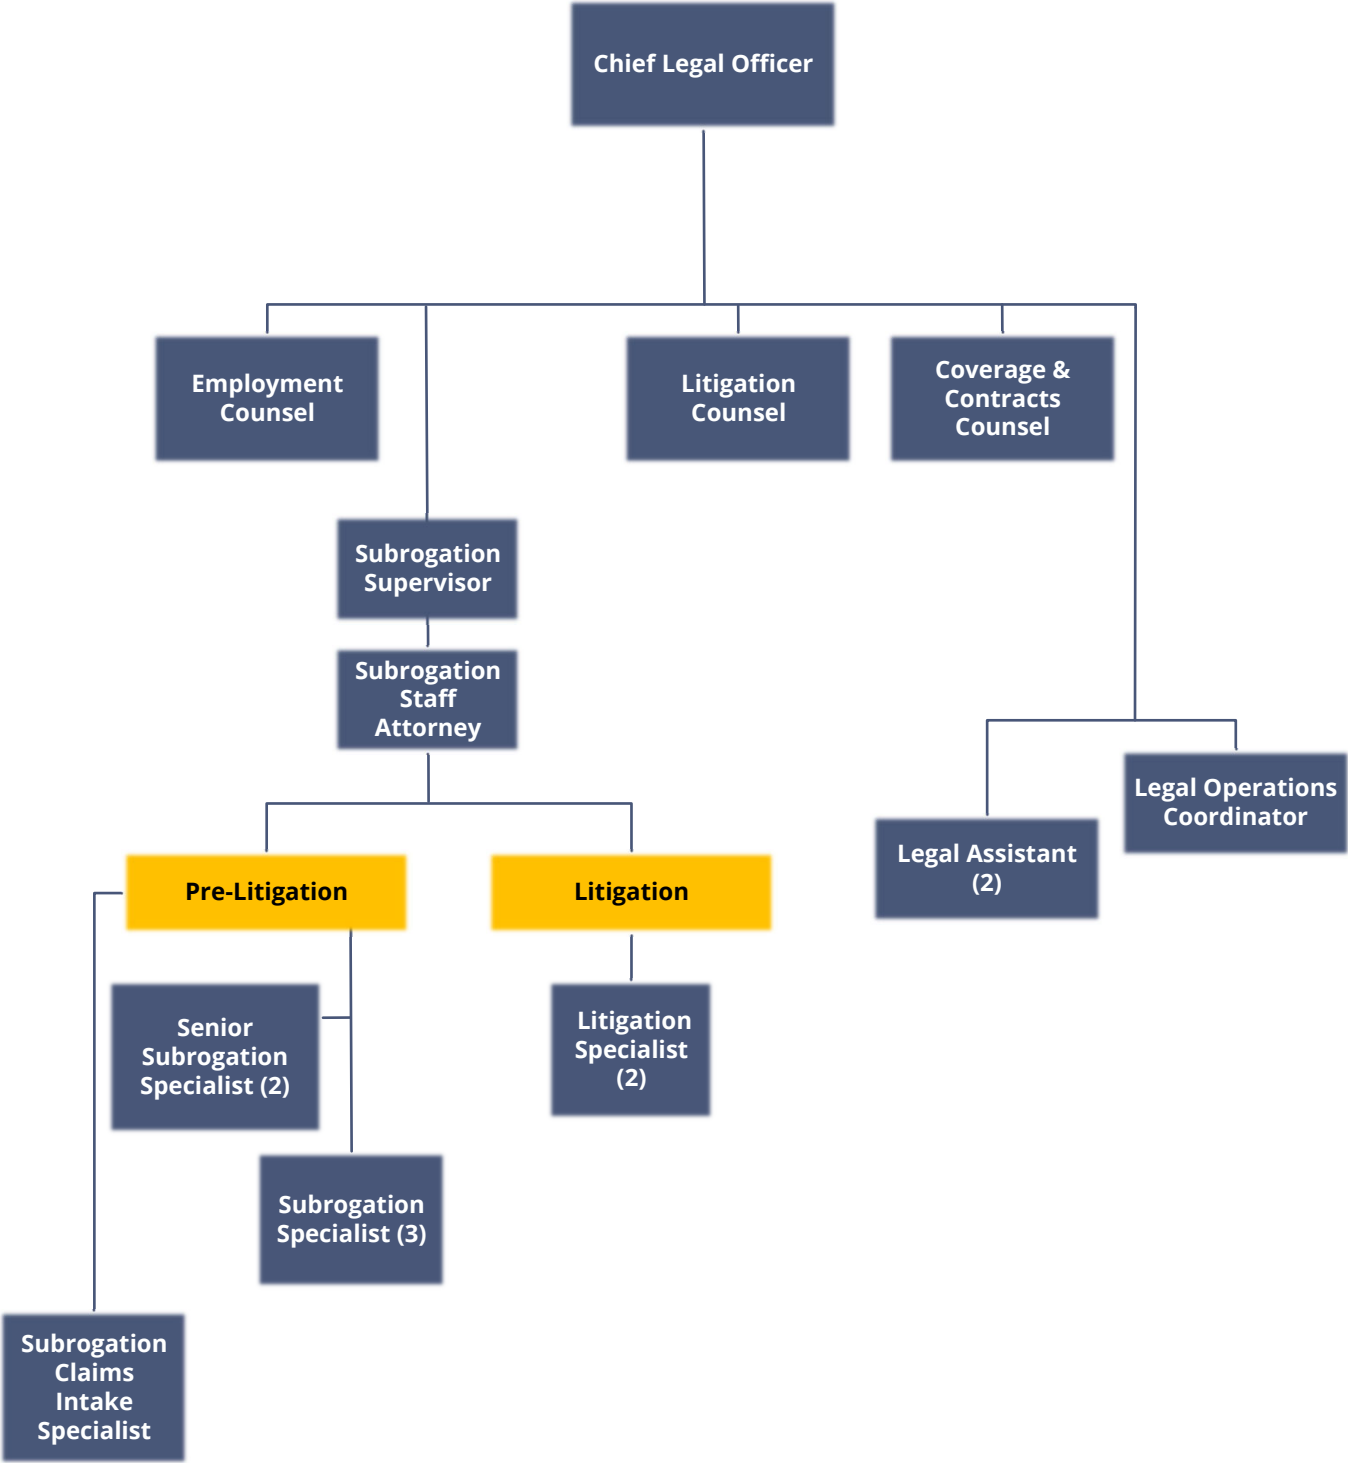 Chief Legal Officer
Employment
Counsel
Litigation
Counsel
Coverage &
Contracts
Counsel
Subrogation
Supervisor
Subrogation
Staff
Attorney
Legal Operations
Coordinator
Legal Assistant
(2)
Pre-Litigation
Litigation
Senior
Subrogation
Specialist (2)
Litigation
Specialist
(2)
Subrogation
Specialist (3)
Subrogation
Claims
Intake
Specialist